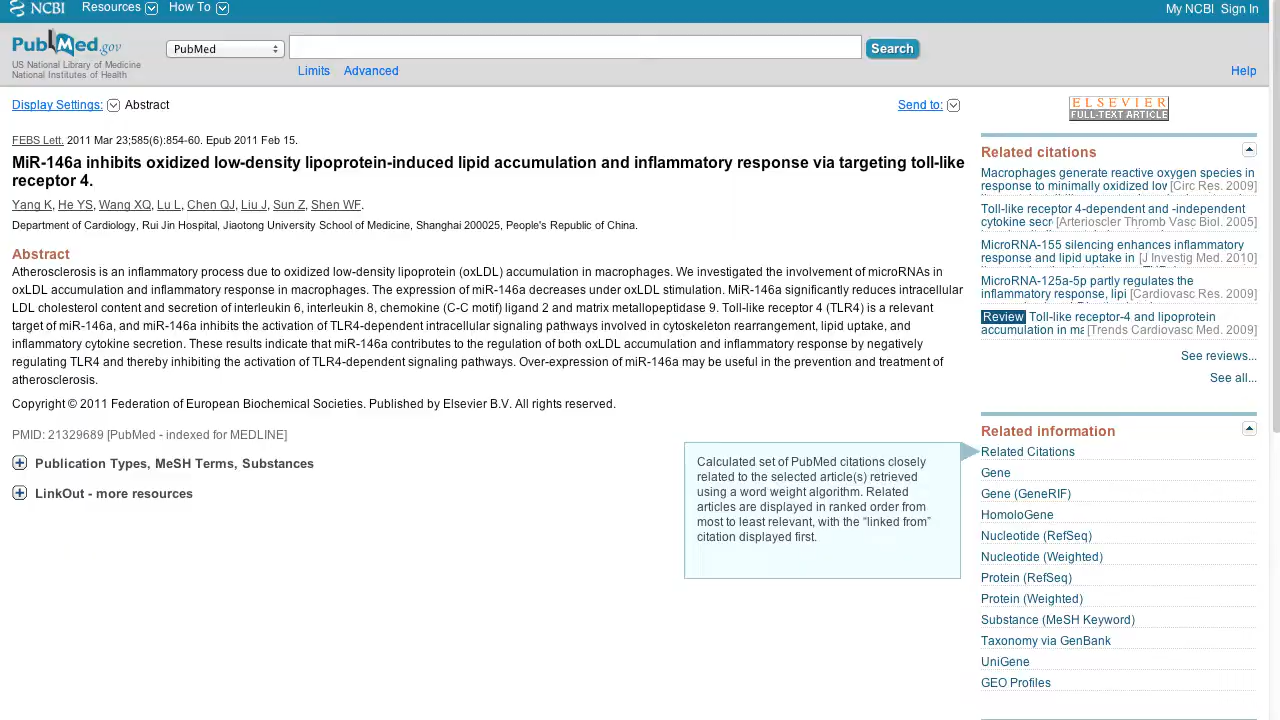 NCBI Resources How To My NCBI Sign In
PubMed.gov
US National Library of Medicine
National Institutes of Health
PubMed
Search
Limits Advanced
Help
Display Settings: Abstract
Send to:
FEBS Lett. 2011 Mar 23;585(6):854-60. Epub 2011 Feb 15.
MiR-146a inhibits oxidized low-density lipoprotein-induced lipid accumulation and inflammatory response via targeting toll-like
receptor 4.
Yang K, He YS, Wang XQ, Lu L, Chen QJ, Liu J, Sun Z, Shen WF.
Department of Cardiology, Rui Jin Hospital, Jiaotong University School of Medicine, Shanghai 200025, People's Republic of China.
Abstract
Atherosclerosis is an inflammatory process due to oxidized low-density lipoprotein (oxLDL) accumulation in macrophages. We investigated the involvement of microRNAs in
oxLDL accumulation and inflammatory response in macrophages. The expression of miR-146a decreases under oxLDL stimulation. MiR-146a significantly reduces intracellular
LDL cholesterol content and secretion of interleukin 6, interleukin 8, chemokine (C-C motif) ligand 2 and matrix metallopeptidase 9. Toll-like receptor 4 (TLR4) is a relevant
target of miR-146a, and miR-146a inhibits the activation of TLR4-dependent intracellular signaling pathways involved in cytoskeleton rearrangement, lipid uptake, and
inflammatory cytokine secretion. These results indicate that miR-146a contributes to the regulation of both oxLDL accumulation and inflammatory response by negatively
regulating TLR4 and thereby inhibiting the activation of TLR4-dependent signaling pathways. Over-expression of miR-146a may be useful in the prevention and treatment of
atherosclerosis.
Copyright © 2011 Federation of European Biochemical Societies. Published by Elsevier B.V. All rights reserved.
PMID: 21329689 [PubMed - indexed for MEDLINE]
Publication Types, MeSH Terms, Substances
LinkOut - more resources
Calculated set of PubMed citations closely
related to the selected article(s) retrieved
using a word weight algorithm. Related
articles are displayed in ranked order from
most to least relevant, with the “linked from”
citation displayed first.
ELSEVIER
FULL-TEXT ARTICLE
Related citations
Macrophages generate reactive oxygen species in
response to minimally oxidized lov [Circ Res. 2009]
Toll-like receptor 4-dependent and -independent
cytokine secr [Arterioscler Thromb Vasc Biol. 2005]
MicroRNA-155 silencing enhances inflammatory
response and lipid uptake in [J Investig Med. 2010]
MicroRNA-125a-5p partly regulates the
inflammatory response, lipi [Cardiovasc Res. 2009]
Review Toll-like receptor-4 and lipoprotein
accumulation in ma [Trends Cardiovasc Med. 2009]
See reviews...
See all...
Related information
Related Citations
Gene
Gene (GeneRIF)
HomoloGene
Nucleotide (RefSeq)
Nucleotide (Weighted)
Protein (RefSeq)
Protein (Weighted)
Substance (MeSH Keyword)
Taxonomy via GenBank
UniGene
GEO Profiles